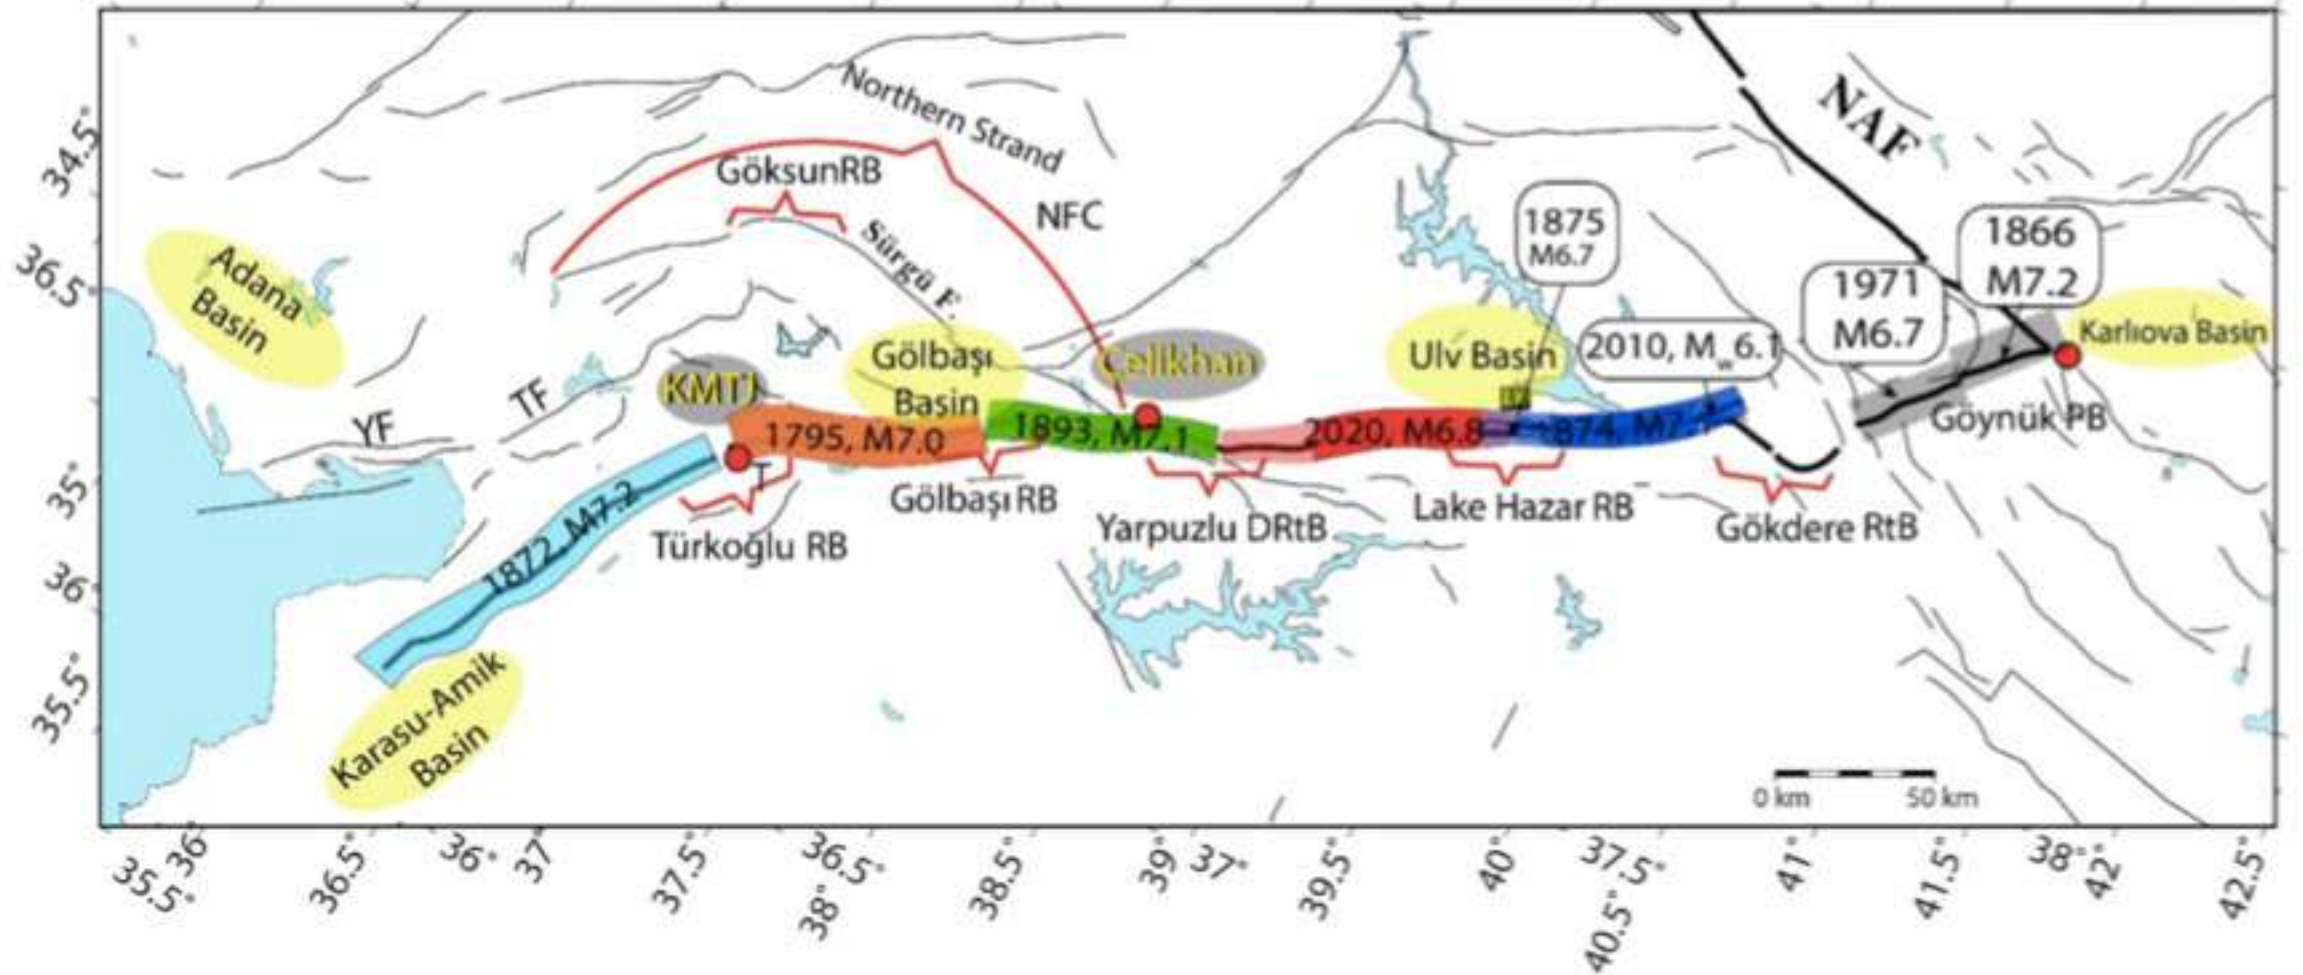 Northern Strand
NAF
GöksunRB
NFC
Sürgü F.
1875
M6.7
1866
M7.2
1971
M6.7
Adana
Basin
Karlıova Basin
Gölbaşı
Basin
Çelikhan
Ulv Basin
2010, Mw6.1
KMTJ
TF
YF
1795, M7.0
1893, M7.1
2020, M6.8
Göynük PB
T
1872, M7.2
Gölbaşı RB
Türkoğlu RB
Yarpuzlu DRtB
Lake Hazar RB
Gökdere RtB
Karasu-Amik
Basin
0 km
50 km
34.5°
36.5°
35°
36°
35.5°
35.5°
36°
36.5°
36°
37°
37.5°
36.5°
38°
38.5°
39°
37°
39.5°
40°
37.5°
40.5°
41°
41.5°
38°
42°
42.5°